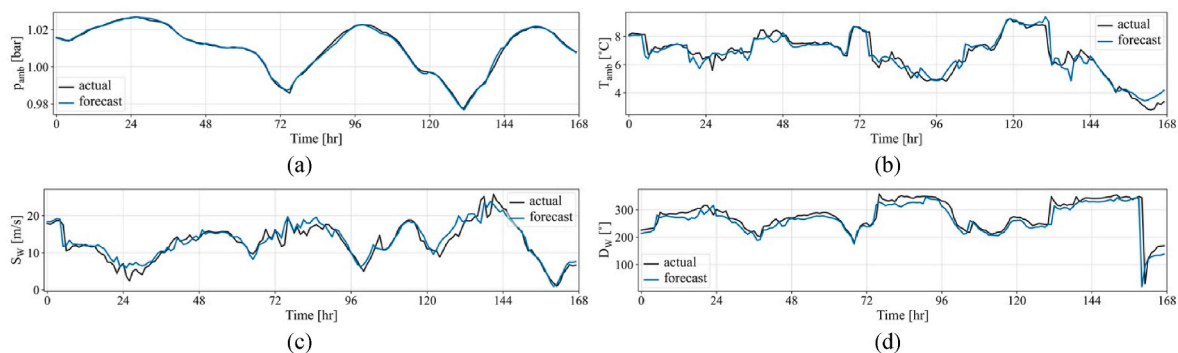 1.02
1.00
0.98
p_amb [bar]
actual
forecast
0 24 48 72 96 120 144 168
Time [hr]
(a)
8
6
4
T_amb [°C]
actual
forecast
0 24 48 72 96 120 144 168
Time [hr]
(b)
20
10
0
S_W [m/s]
actual
forecast
0 24 48 72 96 120 144 168
Time [hr]
(c)
300
200
100
D_W [°]
actual
forecast
0 24 48 72 96 120 144 168
Time [hr]
(d)